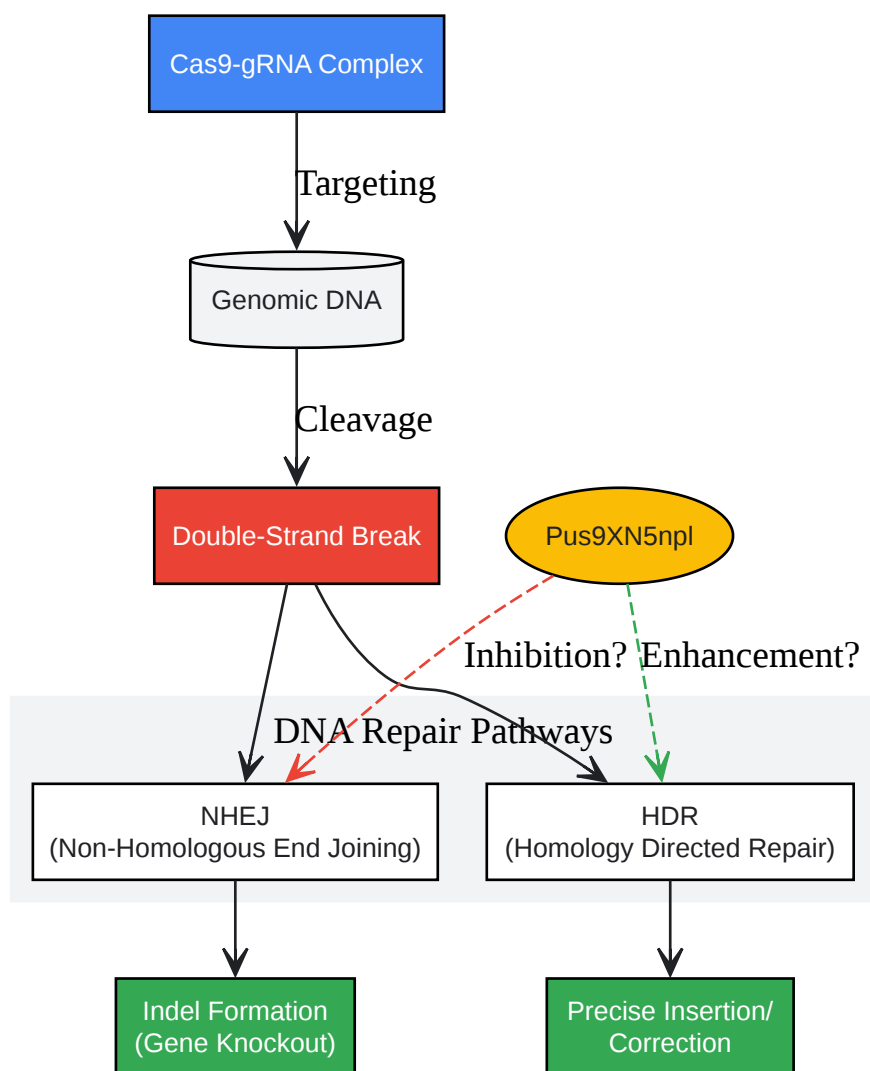 Cas9-gRNA Complex
Targeting
Genomic DNA
Cleavage
Double-Strand Break
Pus9XN5npl
Inhibition?
Enhancement?
DNA Repair Pathways
NHEJ
(Non-Homologous End Joining)
HDR
(Homology Directed Repair)
Indel Formation
(Gene Knockout)
Precise Insertion/
Correction